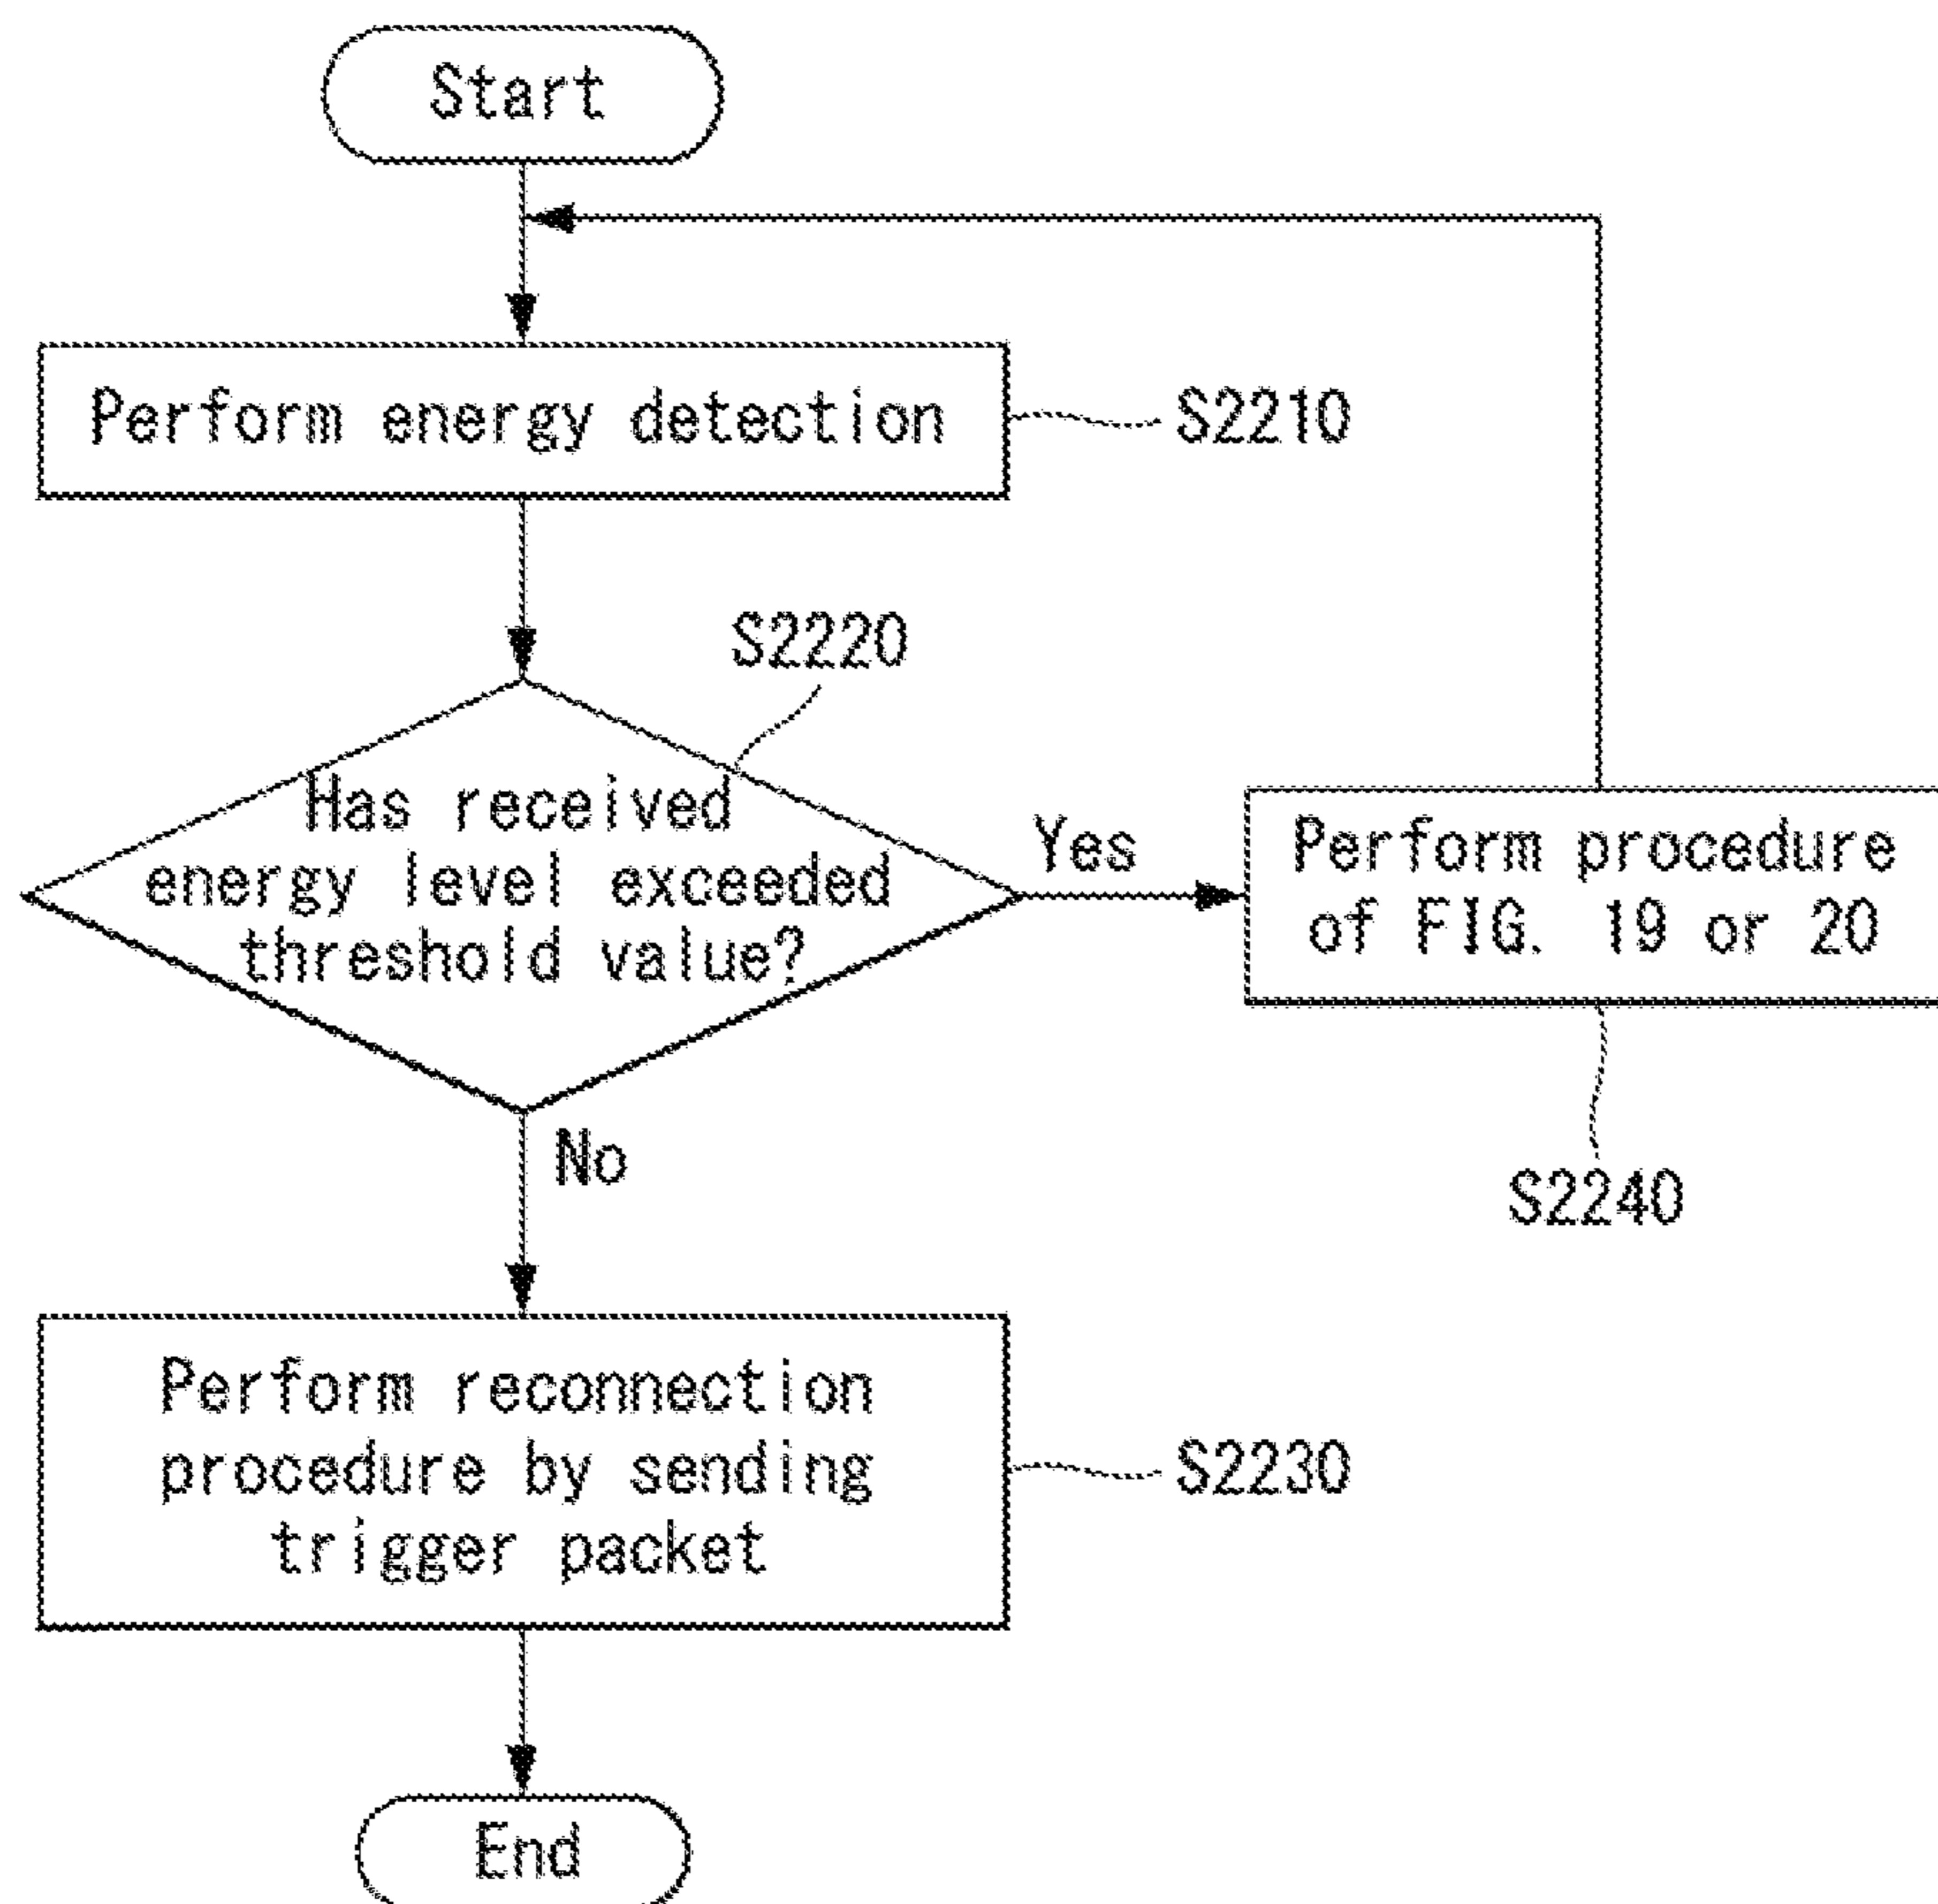 Start
Perform energy detection
S2210
S2220
Has received
energy level exceeded
threshold value?
Yes
Perform procedure
of FIG. 19 or 20
S2240
No
Perform reconnection
procedure by sending
trigger packet
S2230
End